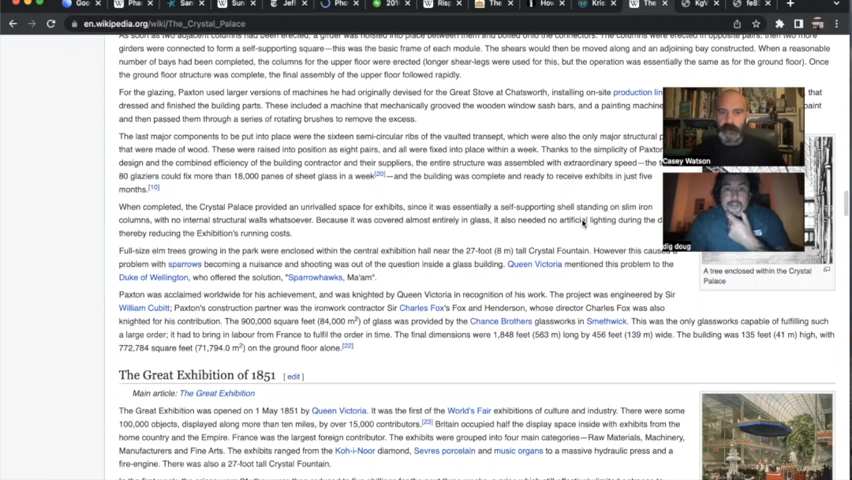 Goo
Pha
San
Jeff
Pho
201
Risp
The
How
Kris
The
KgV
fe8
en.wikipedia.org/wiki/The_Crystal_Palace
As soon as two adjacent columns had been erected, a girder was hoisted into place between them and bolted onto the connectors. The columns were erected in opposite pairs, then two more
girders were connected to form a self-supporting square—this was the basic frame of each module. The shears would then be moved along and an adjoining bay constructed. When a reasonable
number of bays had been completed, the columns for the upper floor were erected (longer shear-legs were used for this, but the operation was essentially the same as for the ground floor). Once
the ground floor structure was complete, the final assembly of the upper floor followed rapidly.
For the glazing, Paxton used larger versions of machines he had originally devised for the Great Stove at Chatsworth, installing on-site production lin that
dressed and finished the building parts. These included a machine that mechanically grooved the wooden window sash bars, and a painting machine paint
and then passed them through a series of rotating brushes to remove the excess.
The last major components to be put into place were the sixteen semi-circular ribs of the vaulted transept, which were also the only major structural p
that were made of wood. These were raised into position as eight pairs, and all were fixed into place within a week. Thanks to the simplicity of Paxton
design and the combined efficiency of the building contractor and their suppliers, the entire structure was assembled with extraordinary speed—the t
80 glaziers could fix more than 18,000 panes of sheet glass in a week[20]—and the building was complete and ready to receive exhibits in just five
months.[10]
When completed, the Crystal Palace provided an unrivalled space for exhibits, since it was essentially a self-supporting shell standing on slim iron
columns, with no internal structural walls whatsoever. Because it was covered almost entirely in glass, it also needed no artificial lighting during the d
thereby reducing the Exhibition's running costs.
Full-size elm trees growing in the park were enclosed within the central exhibition hall near the 27-foot (8 m) tall Crystal Fountain. However this caused a
problem with sparrows becoming a nuisance and shooting was out of the question inside a glass building. Queen Victoria mentioned this problem to the
Duke of Wellington, who offered the solution, "Sparrowhawks, Ma'am".
Paxton was acclaimed worldwide for his achievement, and was knighted by Queen Victoria in recognition of his work. The project was engineered by Sir
William Cubitt; Paxton's construction partner was the ironwork contractor Sir Charles Fox's Fox and Henderson, whose director Charles Fox was also
knighted for his contribution. The 900,000 square feet (84,000 m2) of glass was provided by the Chance Brothers glassworks in Smethwick. This was the only glassworks capable of fulfilling such
a large order; it had to bring in labour from France to fulfil the order in time. The final dimensions were 1,848 feet (563 m) long by 456 feet (139 m) wide. The building was 135 feet (41 m) high, with
772,784 square feet (71,794.0 m2) on the ground floor alone.[22]
Casey Watson
dig doug
A tree enclosed within the Crystal
Palace
The Great Exhibition of 1851 [ edit ]
Main article: The Great Exhibition
The Great Exhibition was opened on 1 May 1851 by Queen Victoria. It was the first of the World's Fair exhibitions of culture and industry. There were some
100,000 objects, displayed along more than ten miles, by over 15,000 contributors.[23] Britain occupied half the display space inside with exhibits from the
home country and the Empire. France was the largest foreign contributor. The exhibits were grouped into four main categories—Raw Materials, Machinery,
Manufacturers and Fine Arts. The exhibits ranged from the Koh-i-Noor diamond, Sevres porcelain and music organs to a massive hydraulic press and a
fire-engine. There was also a 27-foot tall Crystal Fountain.